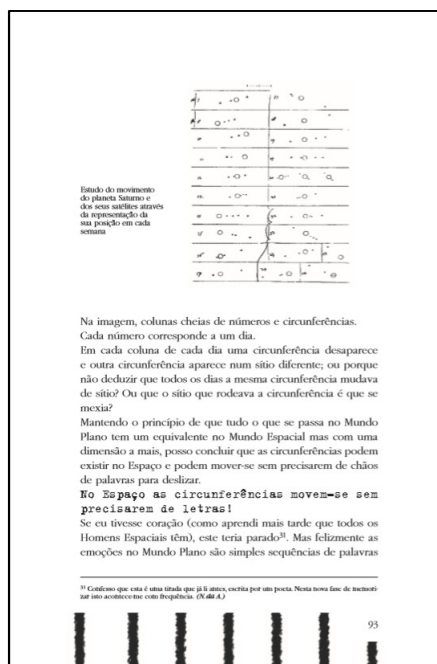 Estudo do movimento
do planeta Saturno e
dos seus satélites através
da representação da
sua posição em cada
semana
Na imagem, colunas cheias de números e circunferências.
Cada número corresponde a um dia.
Em cada coluna de cada dia uma circunferência desaparece
e outra circunferência aparece num sítio diferente; ou porque
não deduzir que todos os dias a mesma circunferência mudava
de sítio? Ou que o sítio que rodeava a circunferência é que se
mexia?
Mantendo o princípio de que tudo o que se passa no Mundo
Plano tem um equivalente no Mundo Espacial mas com uma
dimensão a mais, posso concluir que as circunferências podem
existir no Espaço e podem mover-se sem precisarem de chãos
de palavras para deslizar.
No Espaço as circunferências movem-se sem
precisarem de letras!
Se eu tivesse coração (como aprendi mais tarde que todos os
Homens Espaciais têm), este teria parado³¹. Mas felizmente as
emoções no Mundo Plano são simples sequências de palavras
³¹ Confesso que esta é uma tirada que já li antes, escrita por um poeta. Nesta nova fase de memori-
zar isto acontece-me com frequência. (N. da A.)
93